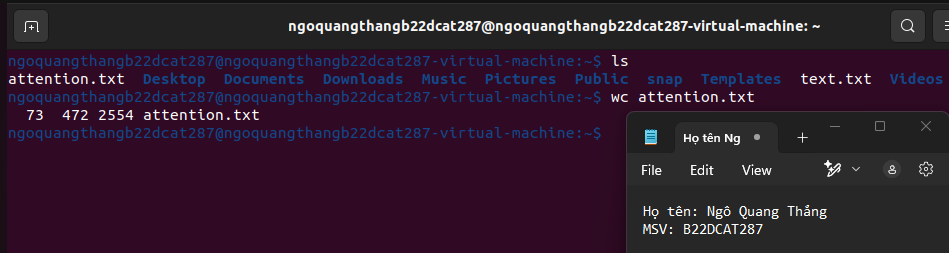 ngoquangthangb22dcat287@ngoquangthangb22dcat287-virtual-machine: ~
ngoquangthangb22dcat287@ngoquangthangb22dcat287-virtual-machine:~$ ls
attention.txt Desktop Documents Downloads Music Pictures Public snap Templates text.txt Videos
ngoquangthangb22dcat287@ngoquangthangb22dcat287-virtual-machine:~$ wc attention.txt
73 472 2554 attention.txt
ngoquangthangb22dcat287@ngoquangthangb22dcat287-virtual-machine:~$
Họ tên Ng
File Edit View
Họ tên: Ngô Quang Thắng
MSV: B22DCAT287